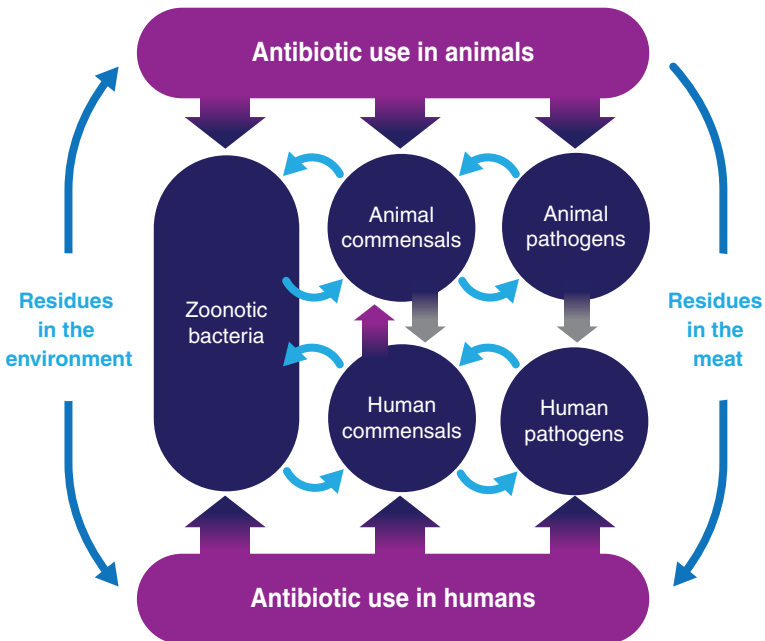 Antibiotic use in animals
Animal
commensals
Animal
pathogens
Residues
in the
environment
Zoonotic
bacteria
Residues
in the
meat
Human
commensals
Human
pathogens
Antibiotic use in humans